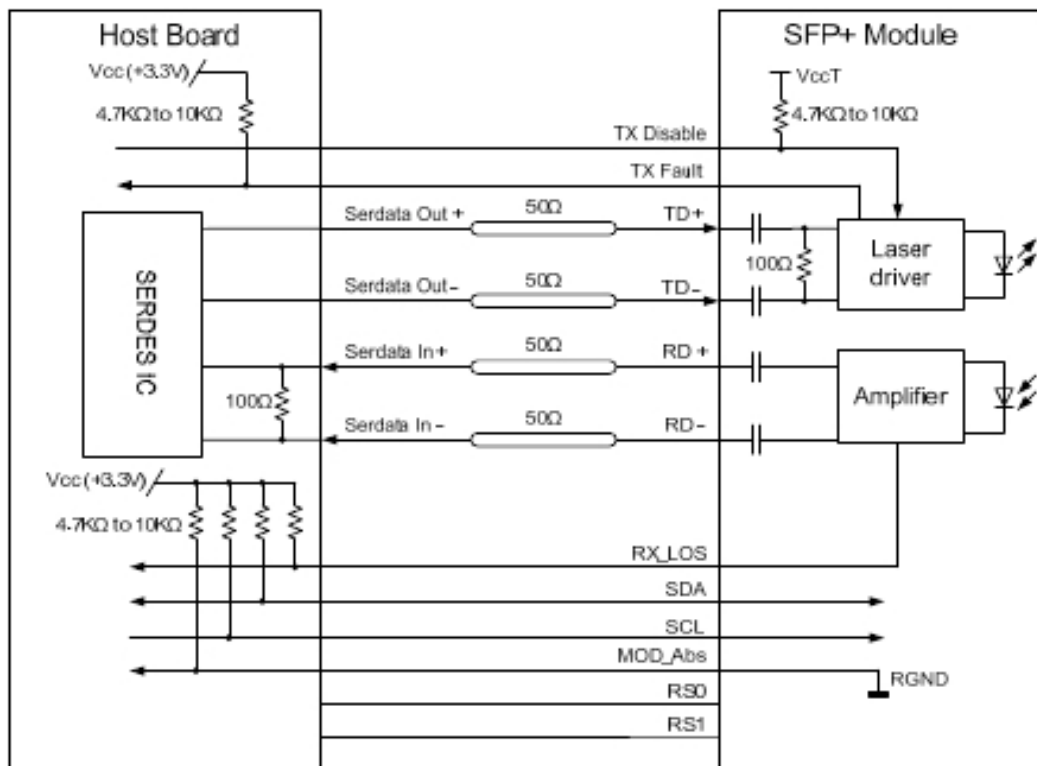 Host Board
SFP+ Module
Vcc(+3.3V)
VccT
4.7KΩ to 10KΩ
4.7KΩ to 10KΩ
TX Disable
TX Fault
Serdata Out +
50Ω
TD+
100Ω
Laser
driver
Serdata Out-
50Ω
TD-
SERDES IC
Serdata In+
50Ω
RD +
100Ω
Amplifier
Serdata In -
50Ω
RD-
Vcc(+3.3V)
4.7KΩ to 10KΩ
RX_LOS
SDA
SCL
MOD_Abs
RGND
RS0
RS1